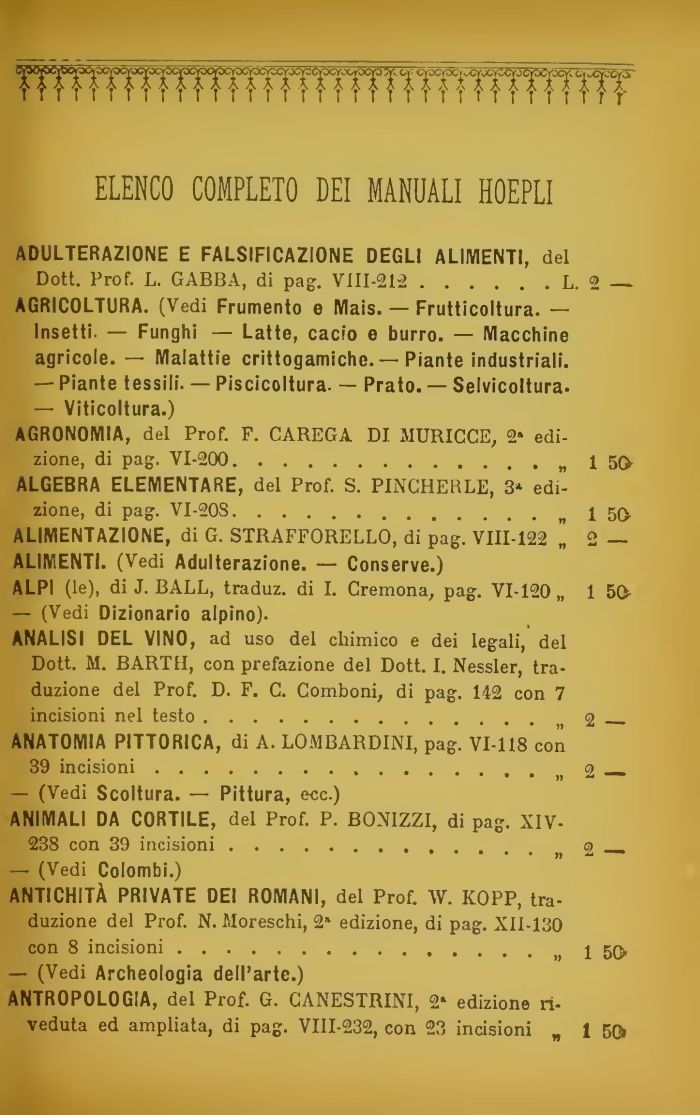 ELENCO COMPLETO DEI MANUALI HOEPLI
ADULTERAZIONE E FALSIFICAZIONE DEGLI ALIMENTI, del
Dott. Prof. L. GABBA, di pag. VIII-212 . . . . . . L. 2 —
AGRICOLTURA. (Vedi Frumento e Mais. — Frutticoltura. —
Insetti. — Funghi — Latte, cacio e burro. — Macchine
agricole. — Malattie crittogamiche. — Piante industriali.
— Piante tessili. — Piscicoltura. — Prato. — Selvicoltura.
— Viticoltura.)
AGRONOMIA, del Prof. F. CAREGA DI MURICCE, 2ª edi-
zione, di pag. VI-200. . . . . . . . . . . . . „ 1 50
ALGEBRA ELEMENTARE, del Prof. S. PINCHERLE, 3ª edi-
zione, di pag. VI-208. . . . . . . . . . . . . „ 1 50
ALIMENTAZIONE, di G. STRAFFORELLO, di pag. VIII-122 „ 2 —
ALIMENTI. (Vedi Adulterazione. — Conserve.)
ALPI (le), di J. BALL, traduz. di I. Cremona, pag. VI-120 „ 1 50
— (Vedi Dizionario alpino).
ANALISI DEL VINO, ad uso del chimico e dei legali, del
Dott. M. BARTH, con prefazione del Dott. I. Nessler, tra-
duzione del Prof. D. F. C. Comboni, di pag. 142 con 7
incisioni nel testo . . . . . . . . . . . . . . „ 2 —
ANATOMIA PITTORICA, di A. LOMBARDINI, pag. VI-118 con
39 incisioni . . . . . . . . . . . . . . . . . „ 2 —
— (Vedi Scoltura. — Pittura, ecc.)
ANIMALI DA CORTILE, del Prof. P. BONIZZI, di pag. XIV-
238 con 39 incisioni . . . . . . . . . . . . . „ 2 —
— (Vedi Colombi.)
ANTICHITÀ PRIVATE DEI ROMANI, del Prof. W. KOPP, tra-
duzione del Prof. N. Moreschi, 2ª edizione, di pag. XII-130
con 8 incisioni . . . . . . . . . . . . . . . . „ 1 50
— (Vedi Archeologia dell'arte.)
ANTROPOLOGIA, del Prof. G. CANESTRINI, 2ª edizione ri-
veduta ed ampliata, di pag. VIII-232, con 23 incisioni „ 1 50